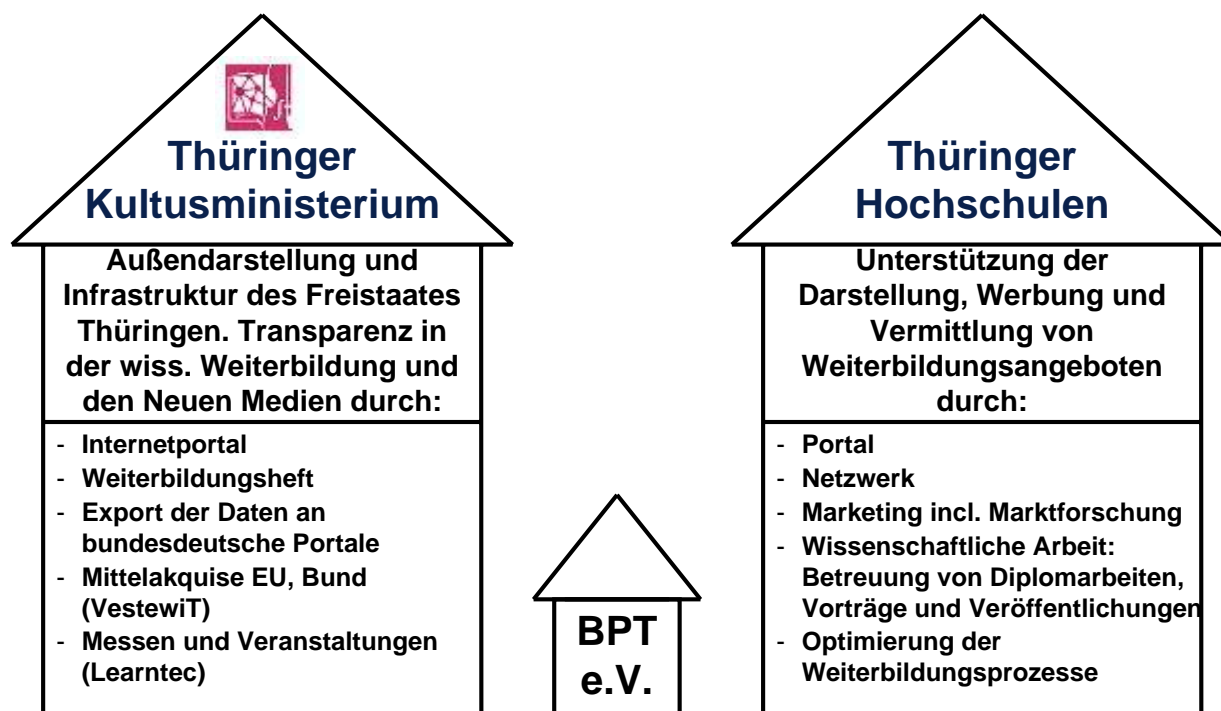 Thüringer
Kultusministerium
Außendarstellung und
Infrastruktur des Freistaates
Thüringen. Transparenz in
der wiss. Weiterbildung und
den Neuen Medien durch:
- Internetportal
- Weiterbildungsheft
- Export der Daten an
bundesdeutsche Portale
- Mittelakquise EU, Bund
(VestewiT)
- Messen und Veranstaltungen
(Learntec)
BPT
e.V.
Thüringer
Hochschulen
Unterstützung der
Darstellung, Werbung und
Vermittlung von
Weiterbildungsangeboten
durch:
- Portal
- Netzwerk
- Marketing incl. Marktforschung
- Wissenschaftliche Arbeit:
Betreuung von Diplomarbeiten,
Vorträge und Veröffentlichungen
- Optimierung der
Weiterbildungsprozesse